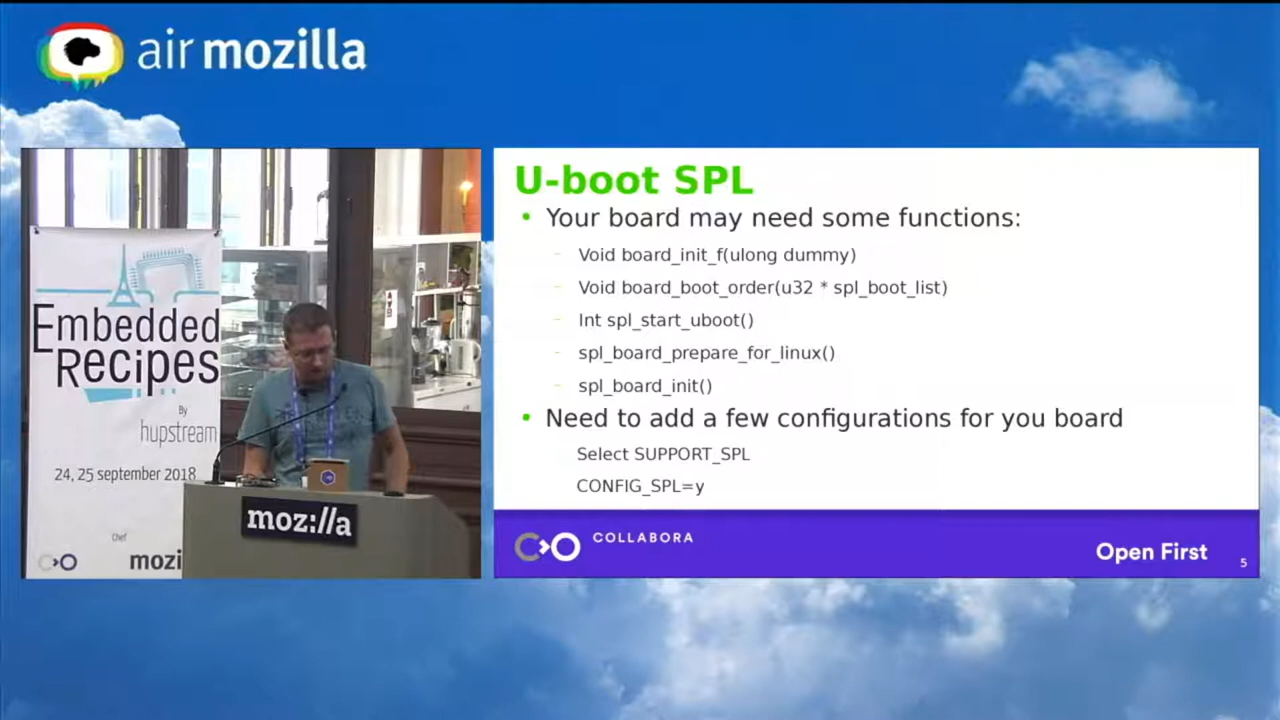 air mozilla
Embedded
Recipes
By
hupstream
24, 25 september 2018
Chef
mozi
moz://a
U-boot SPL
Your board may need some functions:
Void board_init_f(ulong dummy)
Void board_boot_order(u32 * spl_boot_list)
Int spl_start_uboot()
spl_board_prepare_for_linux()
spl_board_init()
Need to add a few configurations for you board
Select SUPPORT_SPL
CONFIG_SPL=y
COLLABORA
Open First
5